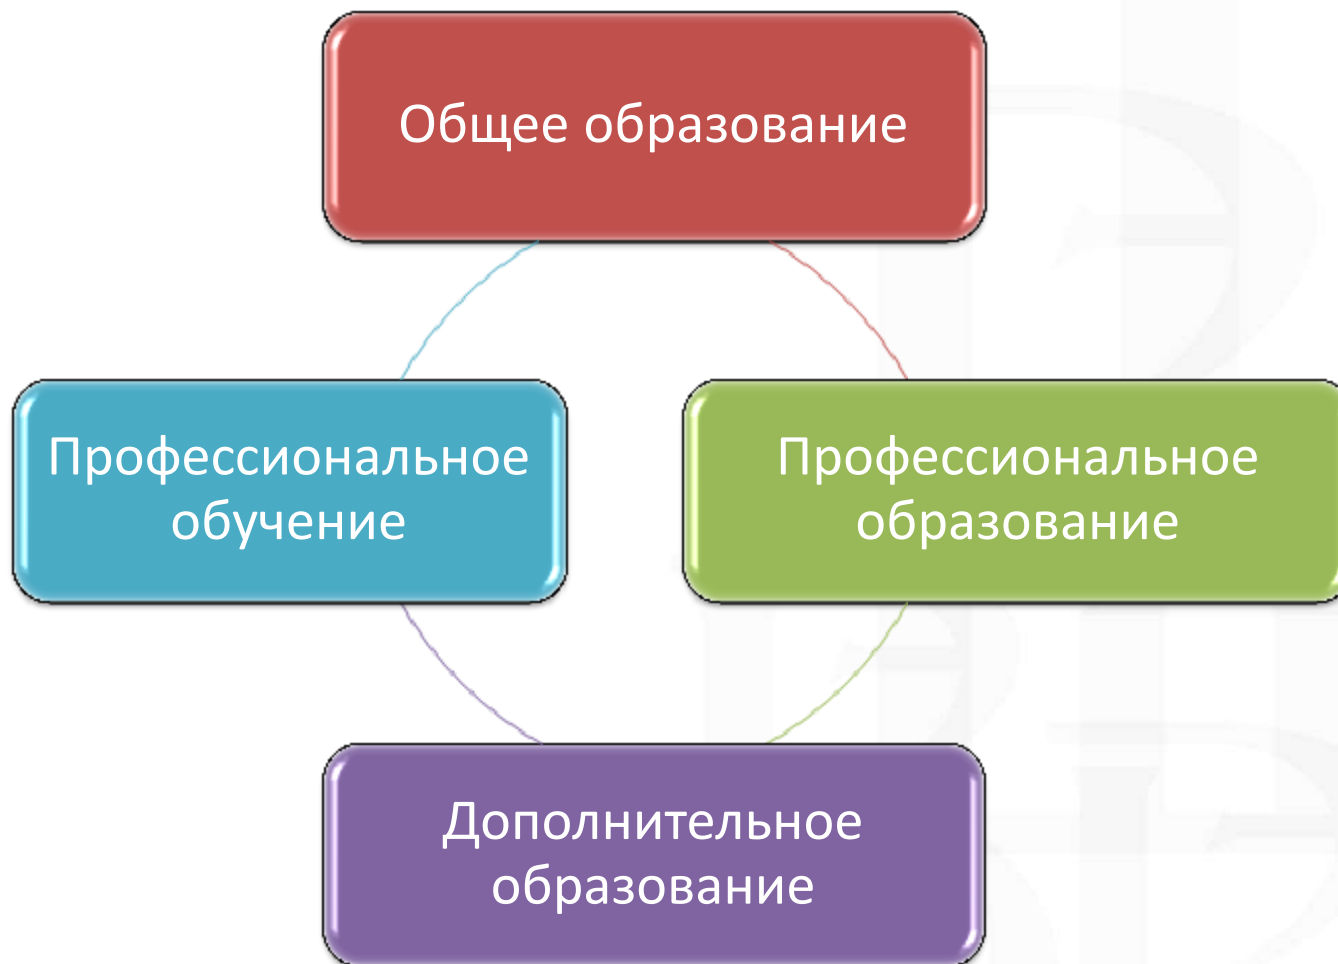 Общее образование
Профессиональное
обучение
Профессиональное
образование
Дополнительное
образование